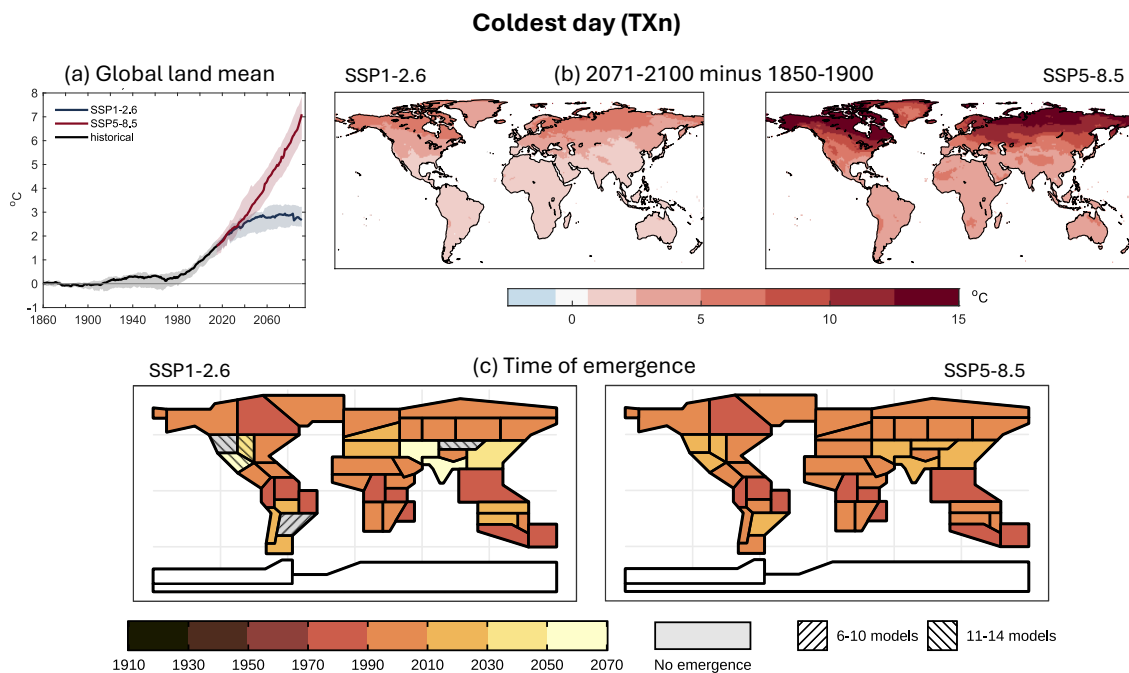 Coldest day (TXn)
(a) Global land mean
SSP1-2.6
(b) 2071-2100 minus 1850-1900
SSP5-8.5
8
7
6
5
4
3
2
1
0
-1
°C
SSP1-2.6
SSP5-8.5
historical
1860 1900 1940 1980 2020 2060
0 5 10 15
°C
SSP1-2.6
(c) Time of emergence
SSP5-8.5
1910 1930 1950 1970 1990 2010 2030 2050 2070
No emergence
6-10 models
11-14 models